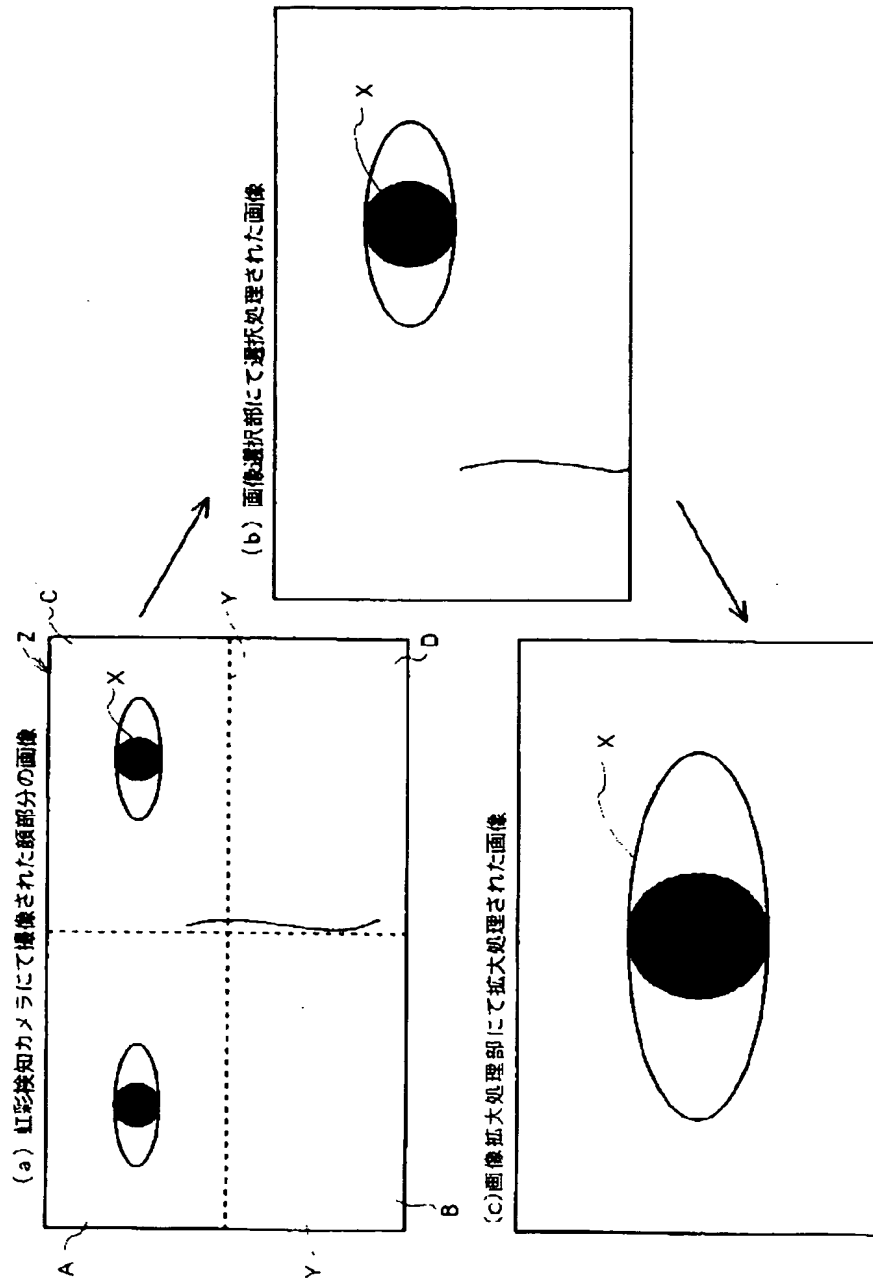 (a) 虹彩検知カメラにて撮像された顔部分の画像
Z
C
X
A
Y
Y
B
D
(b) 画像選択部にて選択処理された画像
X
(c)画像拡大処理部にて拡大処理された画像
X